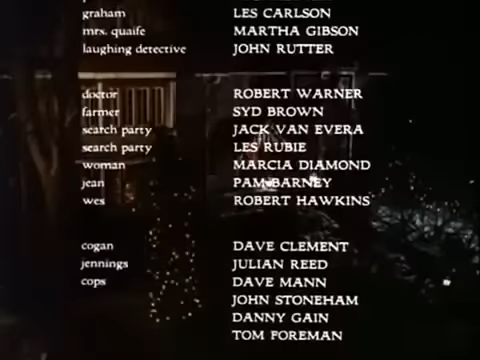 graham LES CARLSON
mrs. quaife MARTHA GIBSON
laughing detective JOHN RUTTER
doctor ROBERT WARNER
farmer SYD BROWN
search party JACK VAN EVERA
search party LES RUBIE
woman MARCIA DIAMOND
jean PAM BARNEY
wes ROBERT HAWKINS
cogan DAVE CLEMENT
jennings JULIAN REED
cops DAVE MANN
JOHN STONEHAM
DANNY GAIN
TOM FOREMAN